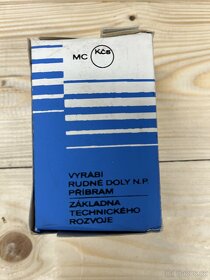 MC Kčs
VYRÁBÍ
RUDNÉ DOLY N.P.
PŘÍBRAM
ZÁKLADNA
TECHNICKÉHO
ROZVOJE